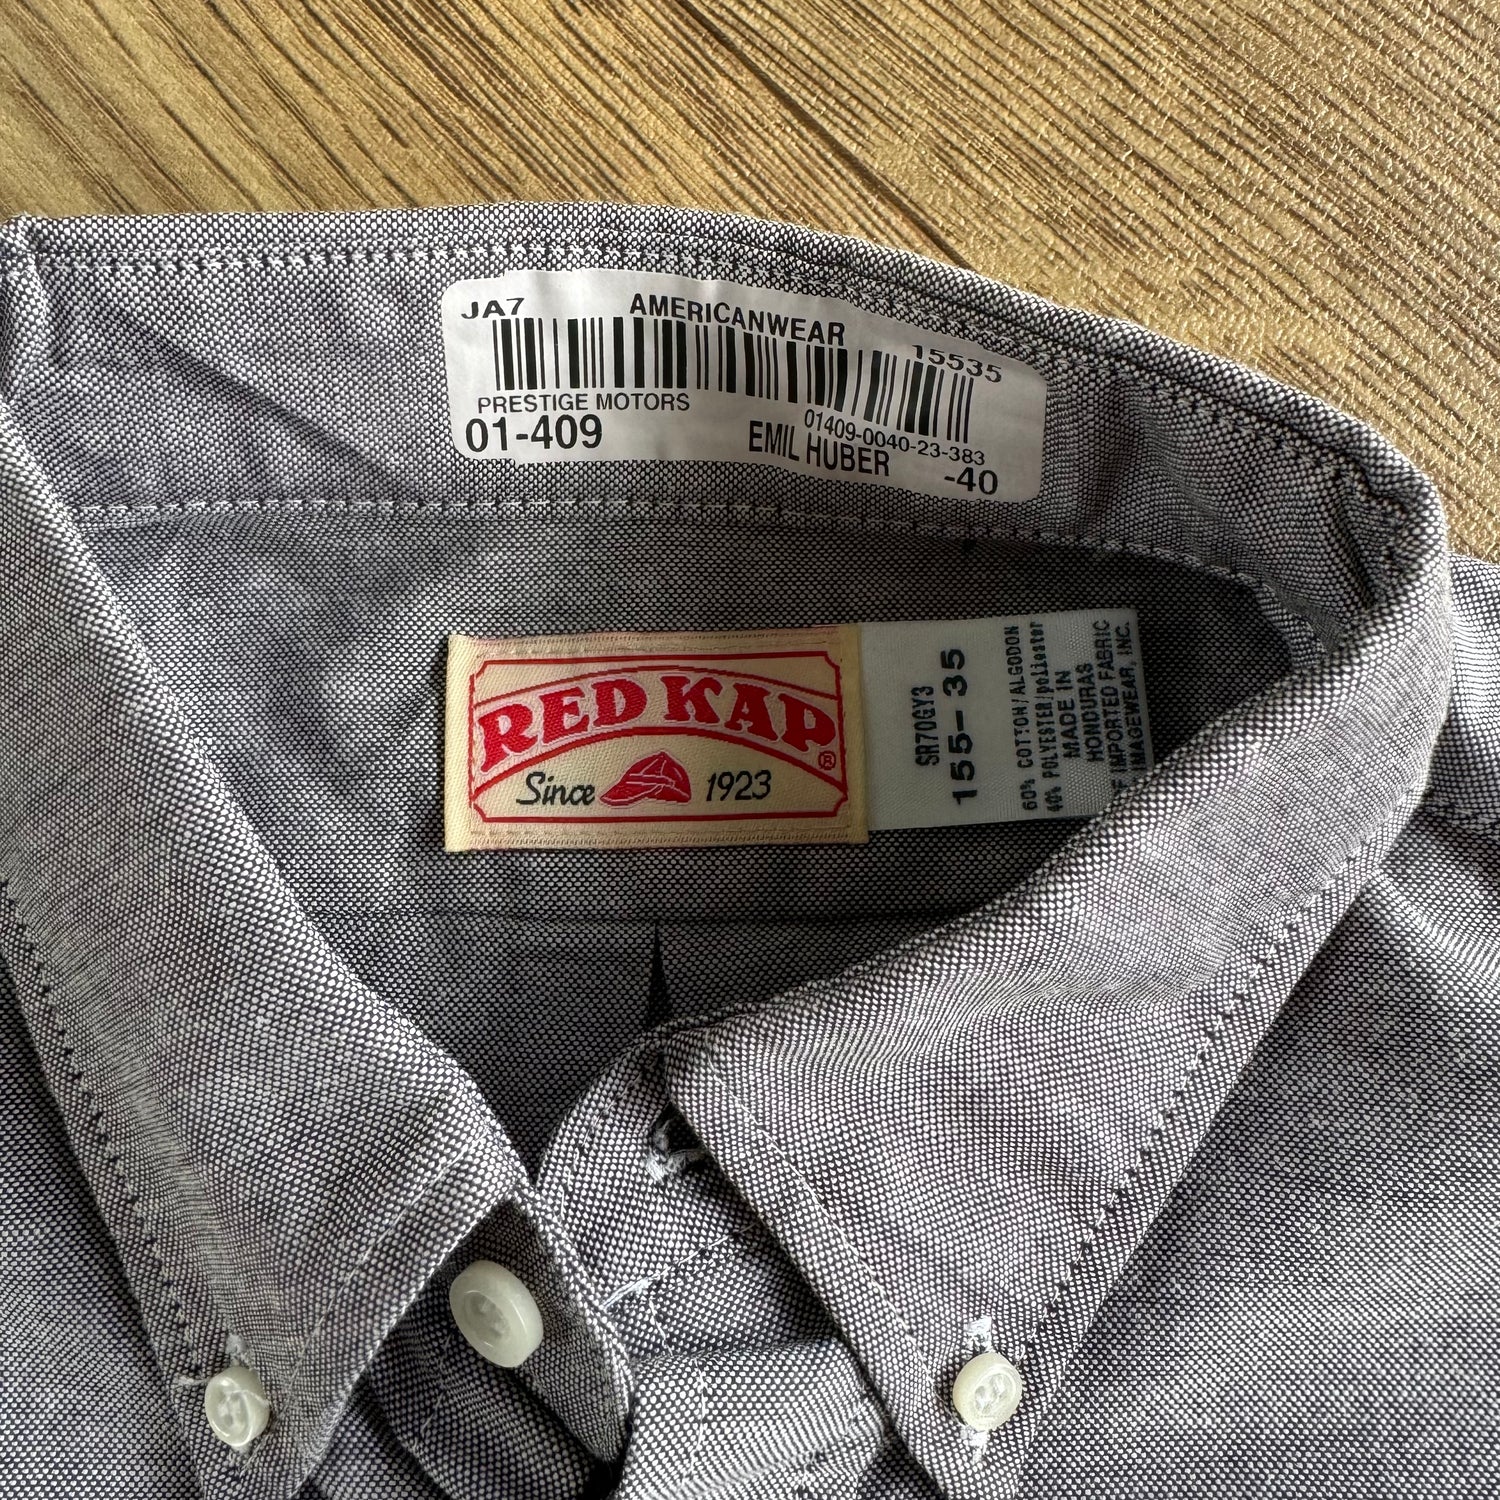 JA7 AMERICANWEAR 15535
PRESTIGE MOTORS 01409-0040-23-383
01-409 EMIL HUBER -40
RED KAP®
Since 1923
SR70GY3
155-35
60% COTTON/ALGODON
40% POLYESTER/poliester
MADE IN
HONDURAS
IMPORTED FABRIC
IMAGEWEAR, INC.